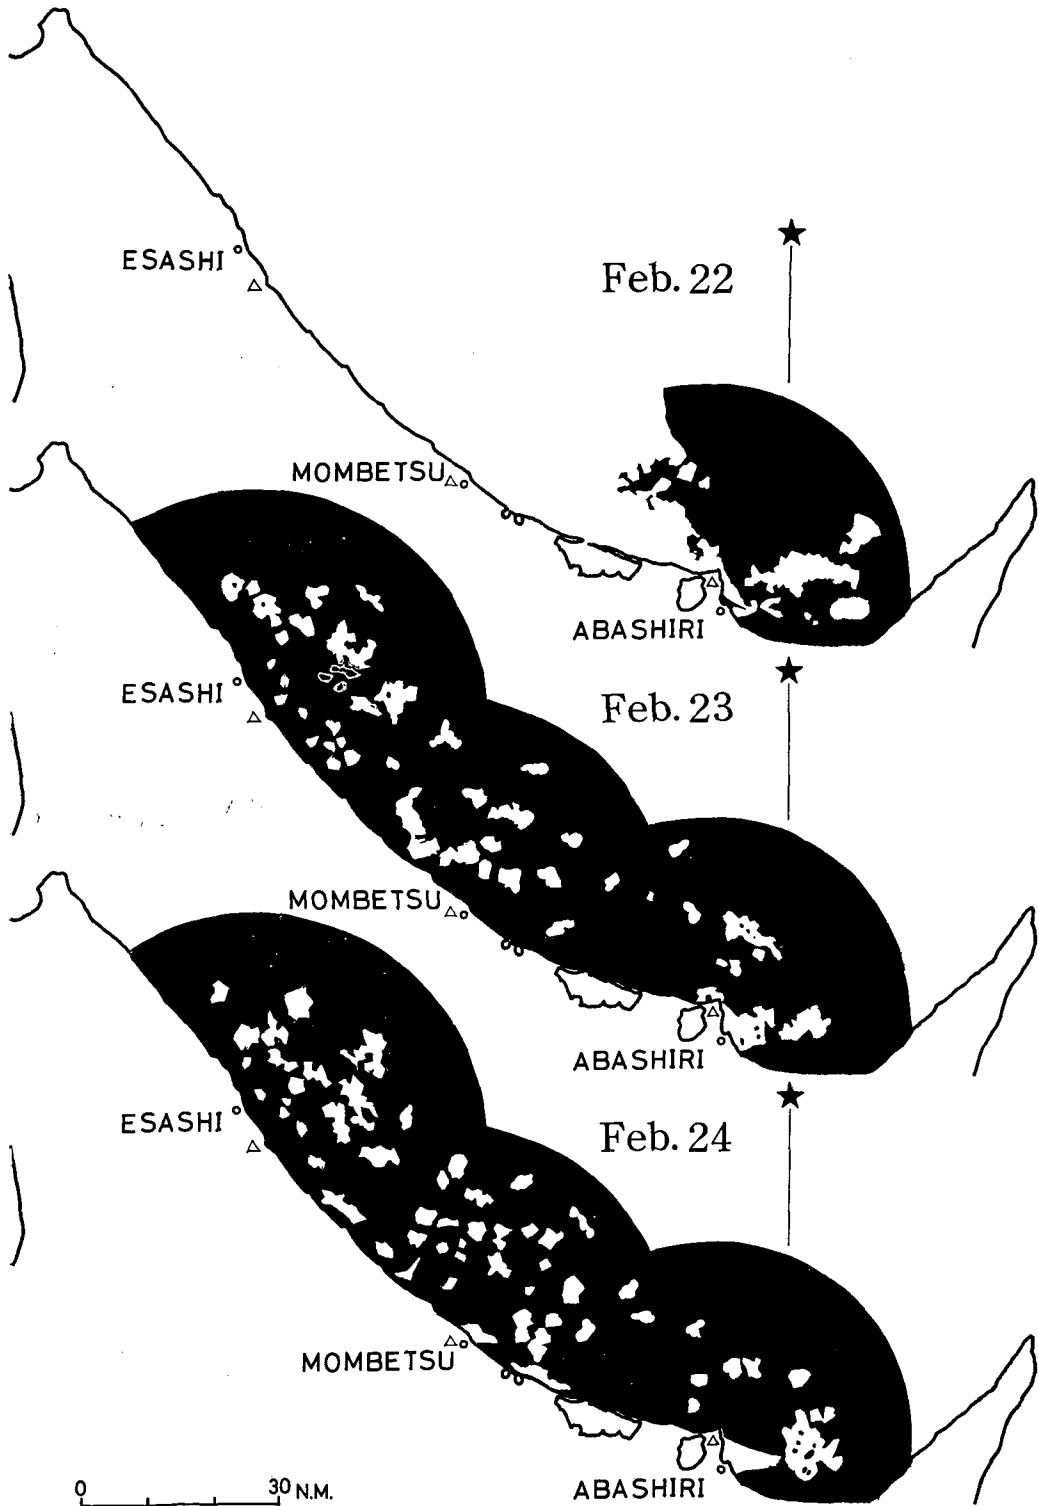 ESASHI
Feb. 22
MOMBETSU
ABASHIRI
ESASHI
Feb. 23
MOMBETSU
ABASHIRI
ESASHI
Feb. 24
MOMBETSU
ABASHIRI
0 30 N.M.